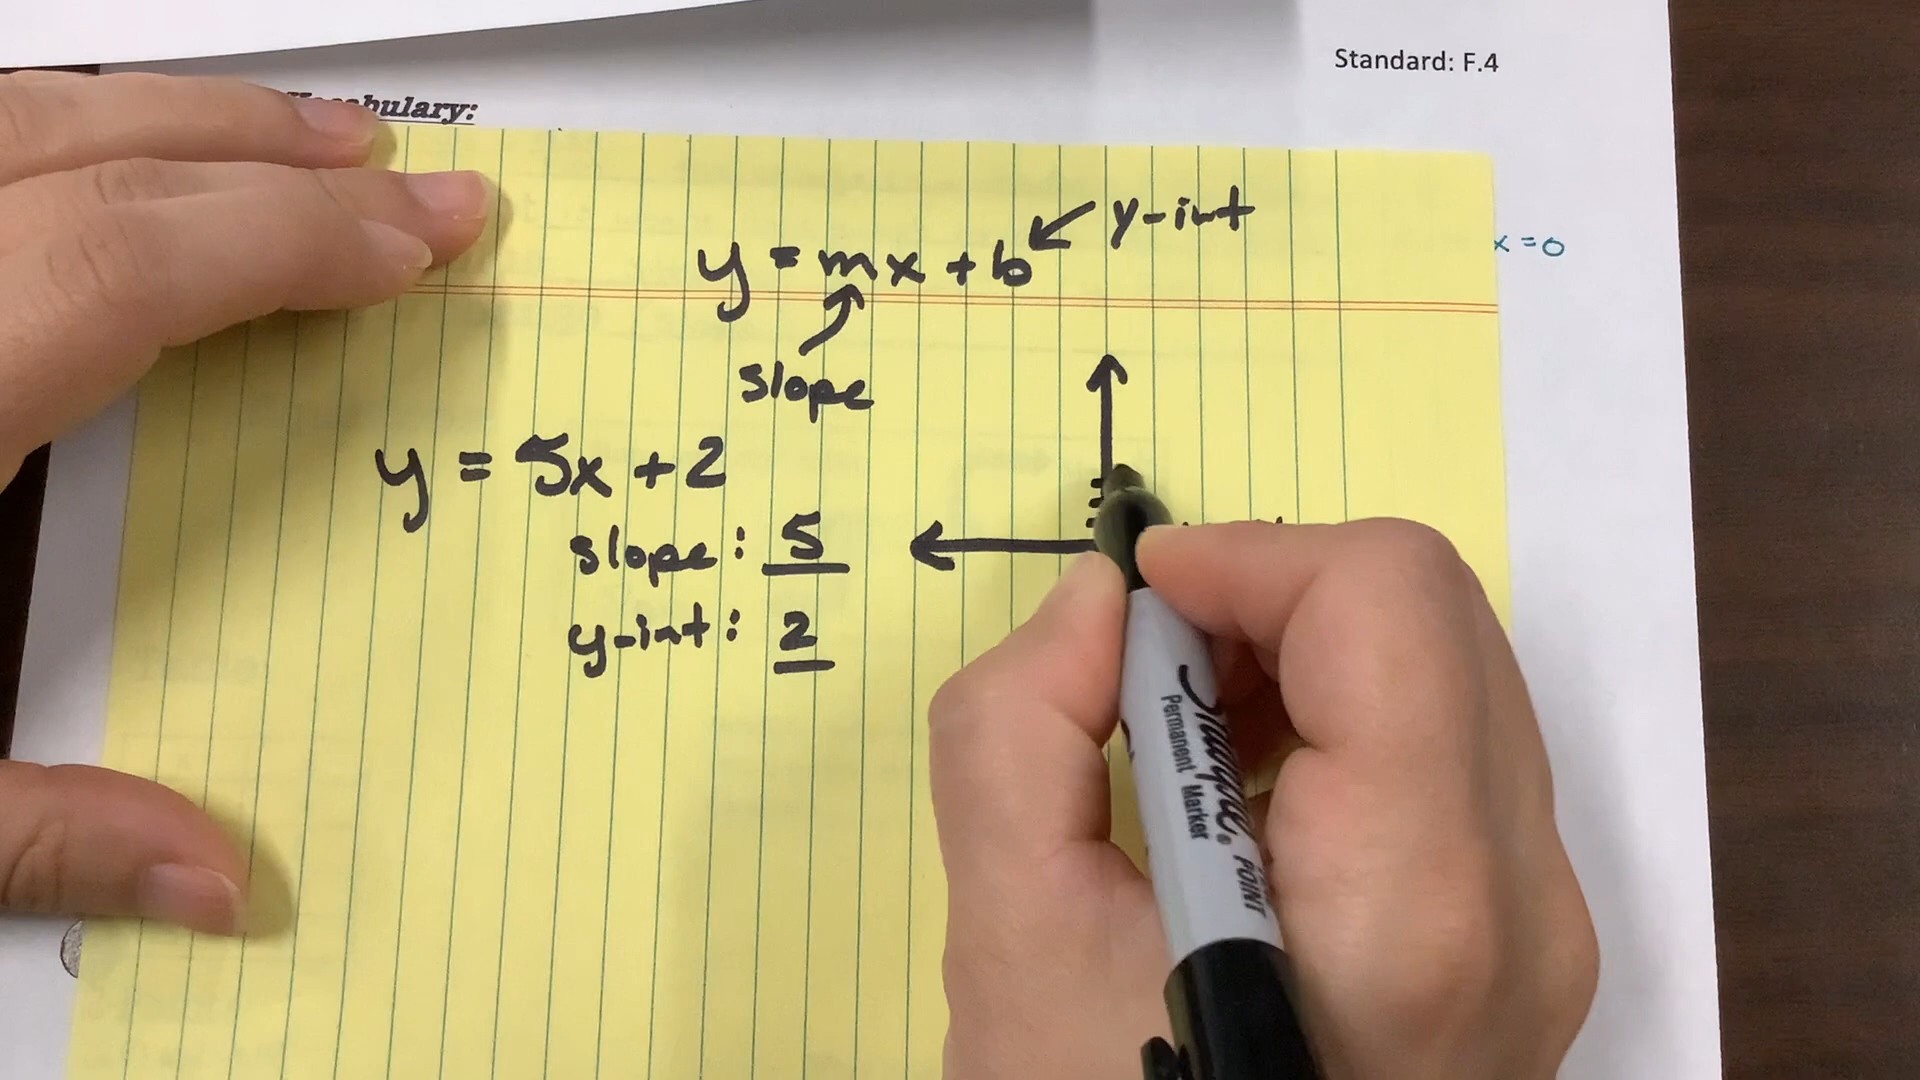 Standard: F.4
Vocabulary:
y-int
x = 0
y = mx + b
slope
y = 5x + 2
slope: 5
y-int: 2
Sharpie.
Permanent Marker
POINT